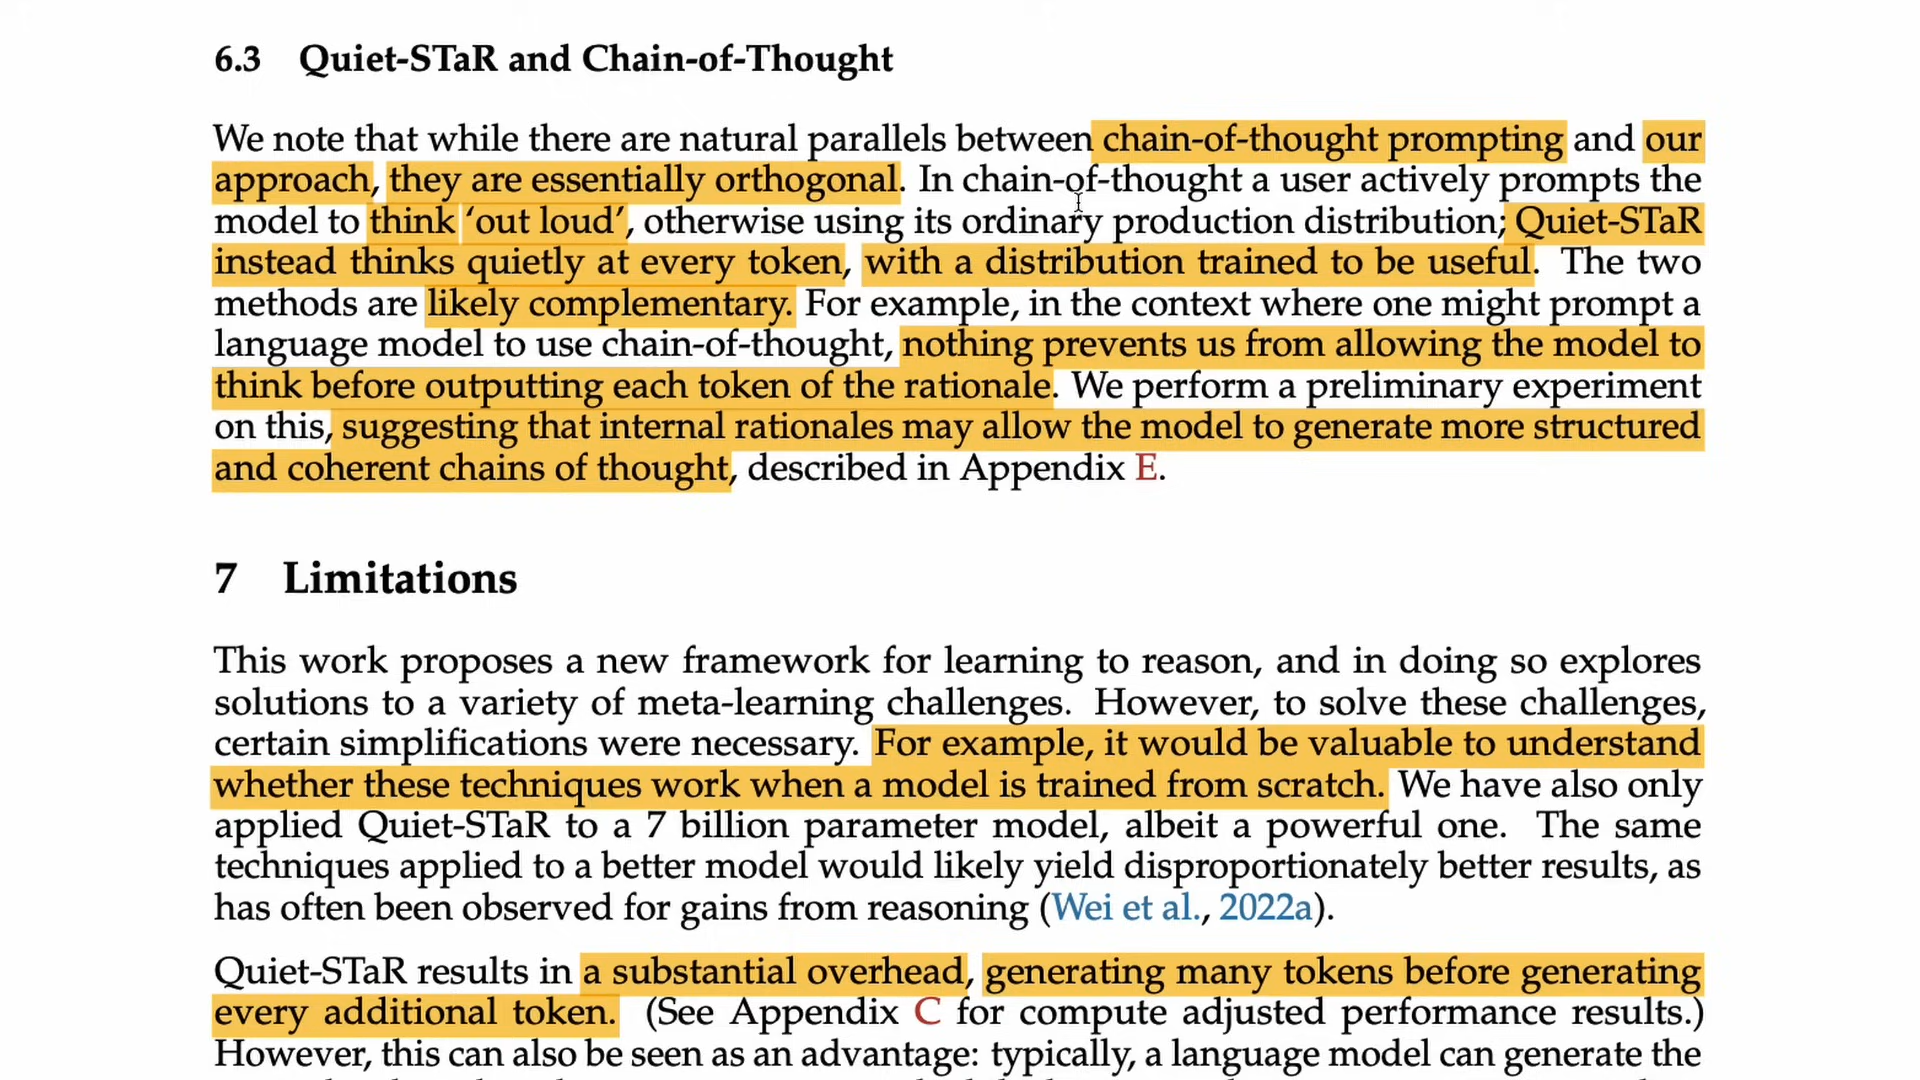 6.3 Quiet-STaR and Chain-of-Thought
We note that while there are natural parallels between chain-of-thought prompting and our
approach, they are essentially orthogonal. In chain-of-thought a user actively prompts the
model to think ‘out loud’, otherwise using its ordinary production distribution; Quiet-STaR
instead thinks quietly at every token, with a distribution trained to be useful. The two
methods are likely complementary. For example, in the context where one might prompt a
language model to use chain-of-thought, nothing prevents us from allowing the model to
think before outputting each token of the rationale. We perform a preliminary experiment
on this, suggesting that internal rationales may allow the model to generate more structured
and coherent chains of thought, described in Appendix E.
7 Limitations
This work proposes a new framework for learning to reason, and in doing so explores
solutions to a variety of meta-learning challenges. However, to solve these challenges,
certain simplifications were necessary. For example, it would be valuable to understand
whether these techniques work when a model is trained from scratch. We have also only
applied Quiet-STaR to a 7 billion parameter model, albeit a powerful one. The same
techniques applied to a better model would likely yield disproportionately better results, as
has often been observed for gains from reasoning (Wei et al., 2022a).
Quiet-STaR results in a substantial overhead, generating many tokens before generating
every additional token. (See Appendix C for compute adjusted performance results.)
However, this can also be seen as an advantage: typically, a language model can generate the